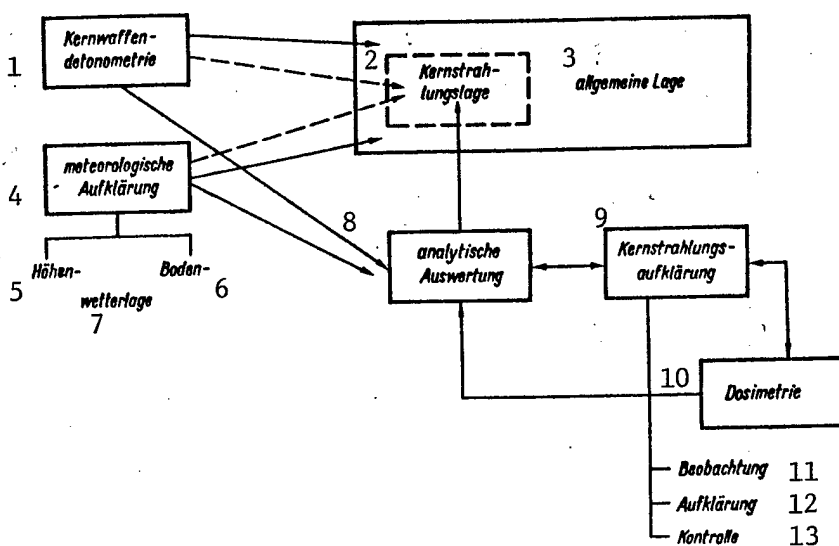 1
Kernwaffen-
detonometrie
2
Kernstrah-
lungslage
3
allgemeine Lage
4
meteorologische
Aufklärung
5
Höhen-
Boden-
6
wetterlage
7
8
analytische
Auswertung
9
Kernstrahlungs-
aufklärung
10
Dosimetrie
Beobachtung 11
Aufklärung 12
Kontrolle 13